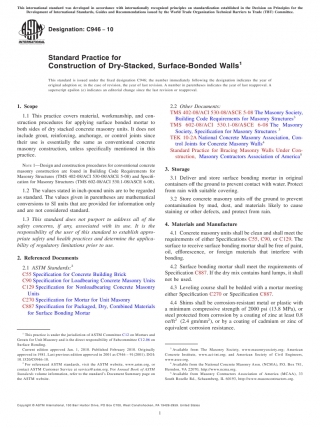 This international standard was developed in accordance with internationally recognized principles on standardization established in the Decision on Principles for the
Development of International Standards, Guides and Recommendations issued by the World Trade Organization Technical Barriers to Trade (TBT) Committee.
Designation: C946 − 10
INTERNATIONAL
Standard Practice for
Construction of Dry-Stacked, Surface-Bonded Walls1
This standard is issued under the fixed designation C946; the number immediately following the designation indicates the year of
original adoption or, in the case of revision, the year of last revision. A number in parentheses indicates the year of last reapproval. A
superscript epsilon (ε) indicates an editorial change since the last revision or reapproval.
1. Scope
1.1 This practice covers material, workmanship, and con-
struction procedures for applying surface bonded mortar to
both sides of dry stacked concrete masonry units. It does not
include grout, reinforcing, anchorage, or control joints since
their use is essentially the same as conventional concrete
masonry construction, unless specifically mentioned in this
practice.
NOTE 1—Design and construction procedures for conventional concrete
masonry construction are found in Building Code Requirements for
Masonry Structures (TMS 402-08/ACI 530-08/ASCE 5-08), and Specifi-
cation for Masonry Structures (TMS 602-08/ACI 530.1-08/ASCE 6-08).
1.2 The values stated in inch-pound units are to be regarded
as standard. The values given in parentheses are mathematical
conversions to SI units that are provided for information only
and are not considered standard.
1.3 This standard does not purport to address all of the
safety concerns, if any, associated with its use. It is the
responsibility of the user of this standard to establish appro-
priate safety and health practices and determine the applica-
bility of regulatory limitations prior to use.
2. Referenced Documents
2.1 ASTM Standards:2
C55 Specification for Concrete Building Brick
C90 Specification for Loadbearing Concrete Masonry Units
C129 Specification for Nonloadbearing Concrete Masonry
Units
C270 Specification for Mortar for Unit Masonry
C887 Specification for Packaged, Dry, Combined Materials
for Surface Bonding Mortar
1 This practice is under the jurisdiction of ASTM Committee C12 on Mortars and
Grouts for Unit Masonry and is the direct responsibility of Subcommittee C12.06 on
Surface Bonding.
Current edition approved Jan. 1, 2010. Published February 2010. Originally
approved in 1981. Last previous edition approved in 2001 as C946 – 91 (2001). DOI:
10.1520/C0946-10.
2 For referenced ASTM standards, visit the ASTM website, www.astm.org, or
contact ASTM Customer Service at service@astm.org. For Annual Book of ASTM
Standards volume information, refer to the standard's Document Summary page on
the ASTM website.
2.2 Other Documents:
TMS 402-08/ACI 530-08/ASCE 5-08 The Masonry Society,
Building Code Requirements for Masonry Structures3
TMS 602-08/ACI 530.1-08/ASCE 6-08 The Masonry
Society, Specification for Masonry Structures
TEK 10-2A National Concrete Masonry Association, Con-
trol Joints for Concrete Masonry Walls4
Standard Practice for Bracing Masonry Walls Under Con-
struction, Masonry Contractors Association of America5
3. Storage
3.1 Deliver and store surface bonding mortar in original
containers off the ground to prevent contact with water. Protect
from rain with suitable covering.
3.2 Store concrete masonry units off the ground to prevent
contamination by mud, dust, and materials likely to cause
staining or other defects, and protect from rain.
4. Materials and Manufacture
4.1 Concrete masonry units shall be clean and shall meet the
requirements of either Specifications C55, C90, or C129. The
surface to receive surface bonding mortar shall be free of paint,
oil, efflorescence, or foreign materials that interfere with
bonding.
4.2 Surface bonding mortar shall meet the requirements of
Specification C887. If the dry mix contains hard lumps, it shall
not be used.
4.3 Leveling course shall be bedded with a mortar meeting
either Specification C270 or Specification C887.
4.4 Shims shall be corrosion-resistant metal or plastic with
a minimum compressive strength of 2000 psi (13.8 MPa), or
steel protected from corrosion by a coating of zinc at least 0.8
oz/ft2 (2.4 gm/m2) or by a coating of cadmium or zinc of
equivalent corrosion resistance.
3 Available from The Masonry Society, www.masonrysociety.org, American
Concrete Institute, www.aci-int.org, and American Society of Civil Engineers,
www.asce.org.
4 Available from the National Concrete Masonry Assn. (NCMA), P.O. Box 781,
Herndon, VA 22070, http://www.ncma.org.
5 Available from Masonry Contractors Association of America (MCAA), 33
South Roselle Rd., Schaumburg, IL 60193, http://www.masoncontractors.org.
Copyright © ASTM International, 100 Barr Harbor Drive, PO Box C700, West Conshohocken, PA 19428-2959. United States
1